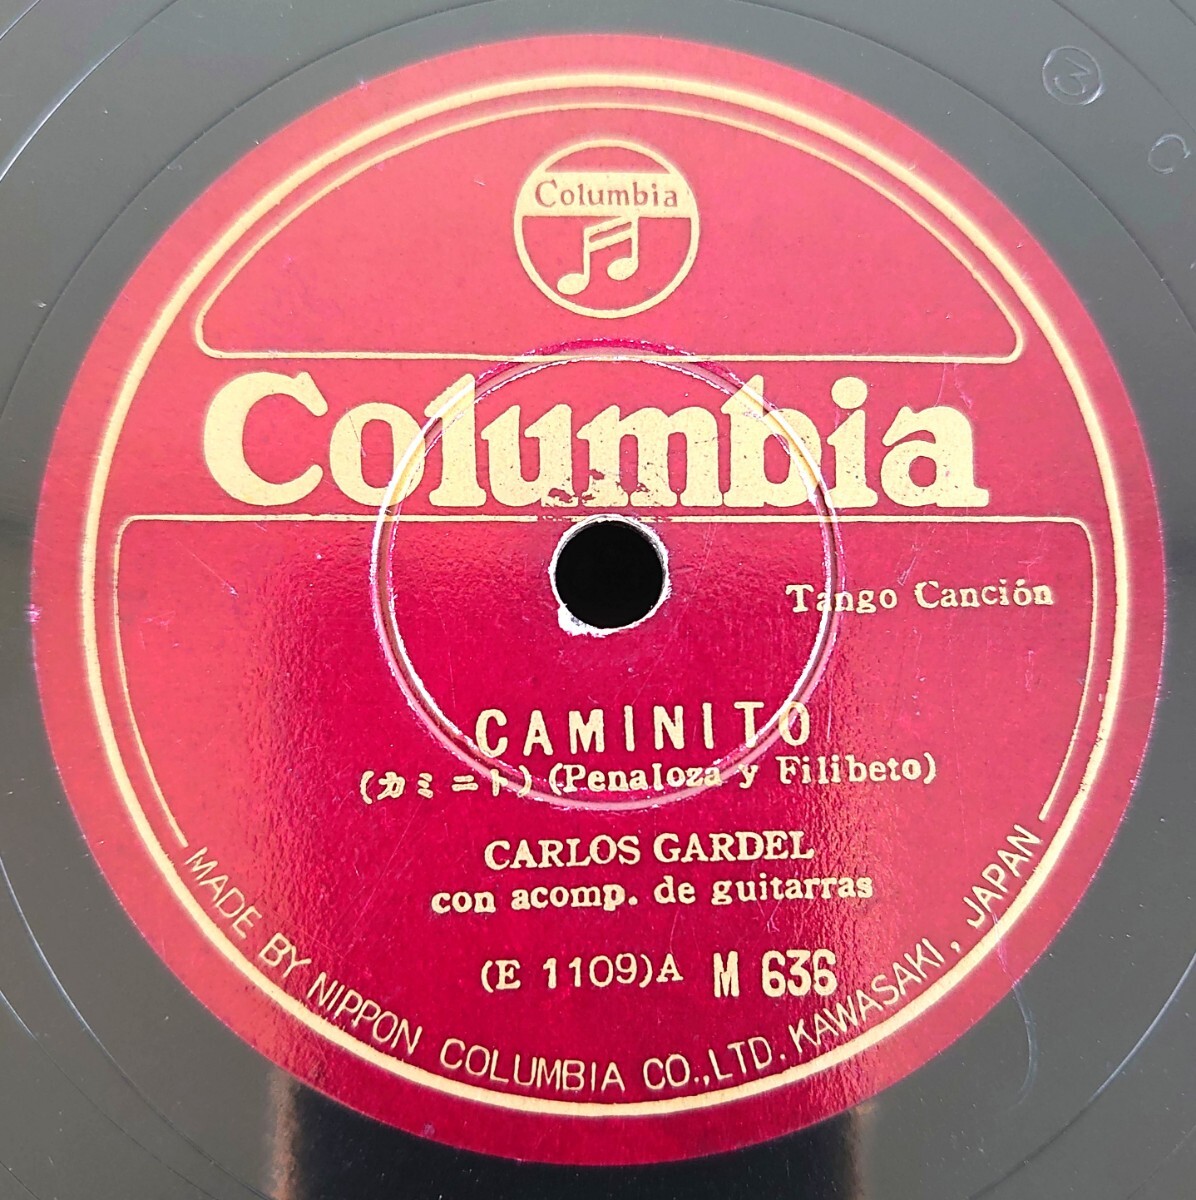 Columbia
Columbia
Tango Canción
CAMINITO
(カミニト) (Penaloza y Filibeto)
CARLOS GARDEL
con acomp. de guitarras
(E 1109)A M 636
MADE BY NIPPON COLUMBIA CO., LTD. KAWASAKI, JAPAN
3
C